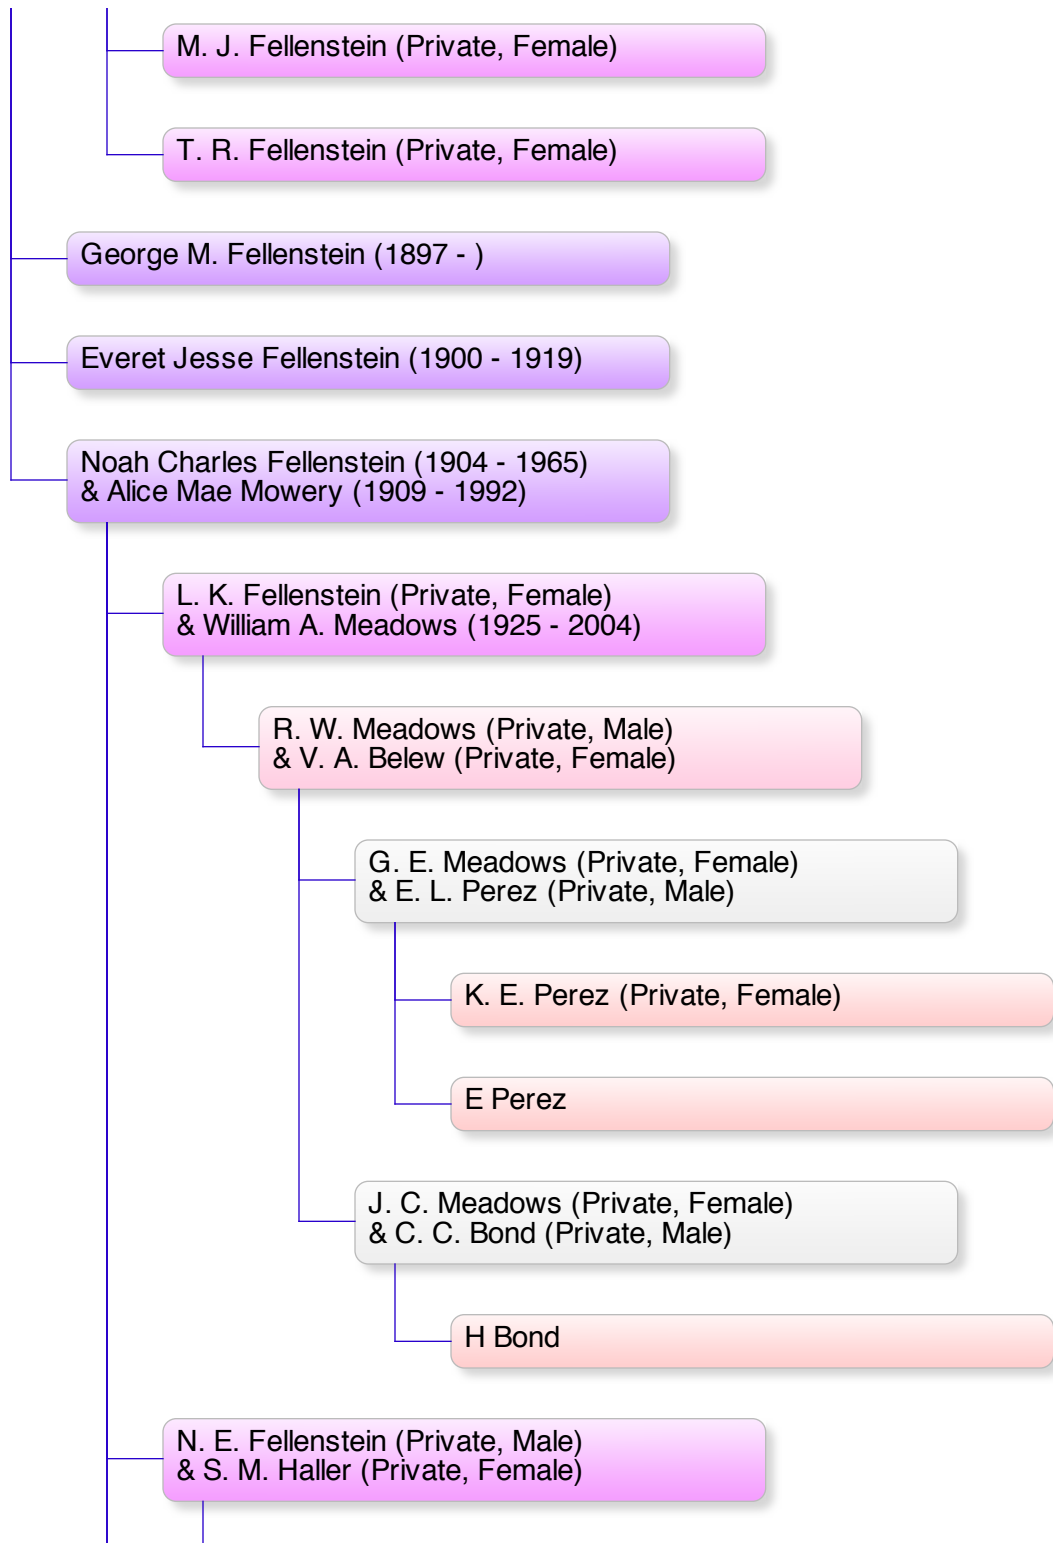 M. J. Fellenstein (Private, Female)
T. R. Fellenstein (Private, Female)
George M. Fellenstein (1897 - )
Everet Jesse Fellenstein (1900 - 1919)
Noah Charles Fellenstein (1904 - 1965)
& Alice Mae Mowery (1909 - 1992)
L. K. Fellenstein (Private, Female)
& William A. Meadows (1925 - 2004)
R. W. Meadows (Private, Male)
& V. A. Belew (Private, Female)
G. E. Meadows (Private, Female)
& E. L. Perez (Private, Male)
K. E. Perez (Private, Female)
E Perez
J. C. Meadows (Private, Female)
& C. C. Bond (Private, Male)
H Bond
N. E. Fellenstein (Private, Male)
& S. M. Haller (Private, Female)